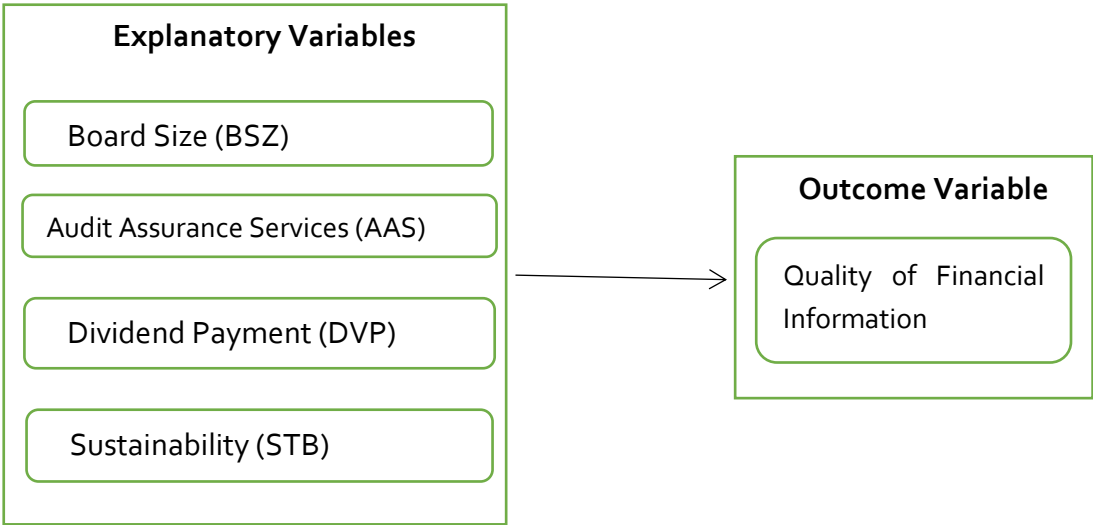 Explanatory Variables
Board Size (BSZ)
Audit Assurance Services (AAS)
Dividend Payment (DVP)
Sustainability (STB)
Outcome Variable
Quality of Financial
Information